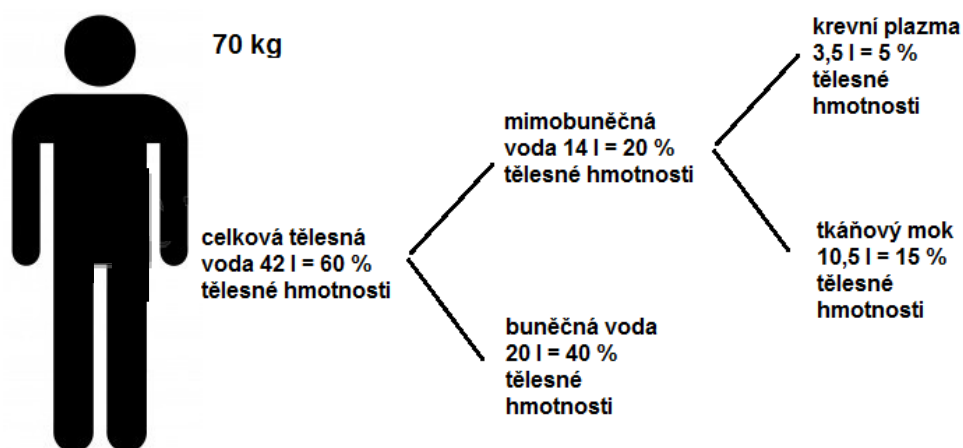 70 kg
celková tělesná
voda 42 l = 60 %
tělesné hmotnosti
mimobuněčná
voda 14 l = 20 %
tělesné hmotnosti
buněčná voda
20 l = 40 %
tělesné
hmotnosti
krevní plazma
3,5 l = 5 %
tělesné
hmotnosti
tkáňový mok
10,5 l = 15 %
tělesné
hmotnosti